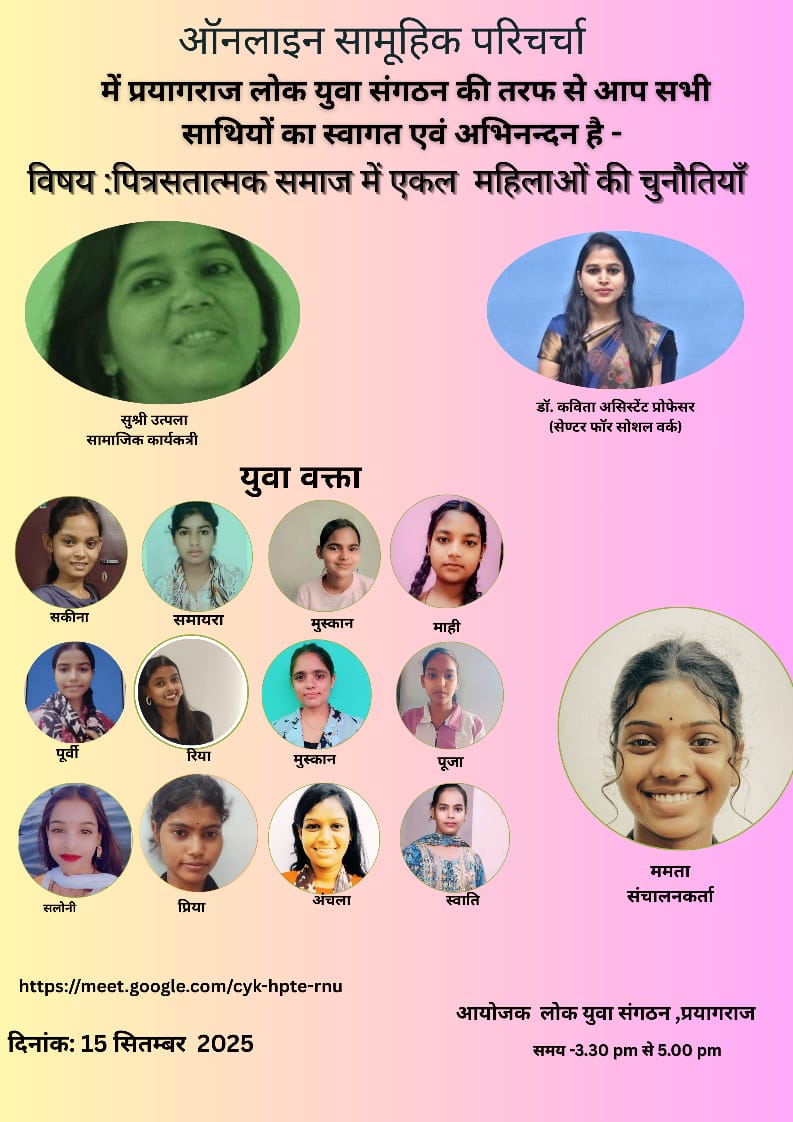 ऑनलाइन सामूहिक परिचर्चा
में प्रयागराज लोक युवा संगठन की तरफ से आप सभी
साथियों का स्वागत एवं अभिनन्दन है -
विषय :पित्रसतात्मक समाज में एकल महिलाओं की चुनौतियाँ
सुश्री उत्पला
सामाजिक कार्यकत्री
डॉ. कविता असिस्टेंट प्रोफेसर
(सेण्टर फॉर सोशल वर्क)
युवा वक्ता
सकीना
समायरा
मुस्कान
माही
पूर्वी
रिया
मुस्कान
पूजा
सलोनी
प्रिया
अंचला
स्वाति
ममता
संचालनकर्ता
https://meet.google.com/cyk-hpte-rnu
आयोजक लोक युवा संगठन ,प्रयागराज
दिनांक: 15 सितम्बर 2025
समय -3.30 pm से 5.00 pm